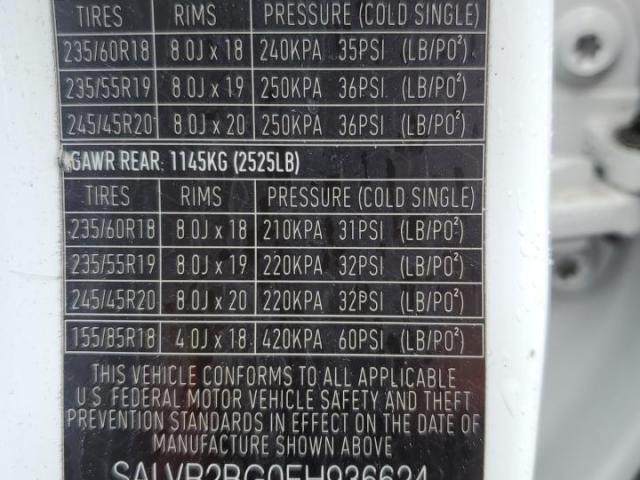 TIRES RIMS PRESSURE (COLD SINGLE)
235/60R18 8.0J x 18 240KPA 35PSI (LB/PO²)
235/55R19 8.0J x 19 250KPA 36PSI (LB/PO²)
245/45R20 8.0J x 20 250KPA 36PSI (LB/PO²)
GAWR REAR: 1145KG (2525LB)
TIRES RIMS PRESSURE (COLD SINGLE)
235/60R18 8.0J x 18 210KPA 31PSI (LB/PO²)
235/55R19 8.0J x 19 220KPA 32PSI (LB/PO²)
245/45R20 8.0J x 20 220KPA 32PSI (LB/PO²)
155/85R18 4.0J x 18 420KPA 60PSI (LB/PO²)
THIS VEHICLE CONFORMS TO ALL APPLICABLE
U.S. FEDERAL MOTOR VEHICLE SAFETY AND THEFT
PREVENTION STANDARDS IN EFFECT ON THE DATE OF
MANUFACTURE SHOWN ABOVE
SALVR2BG0FH936624